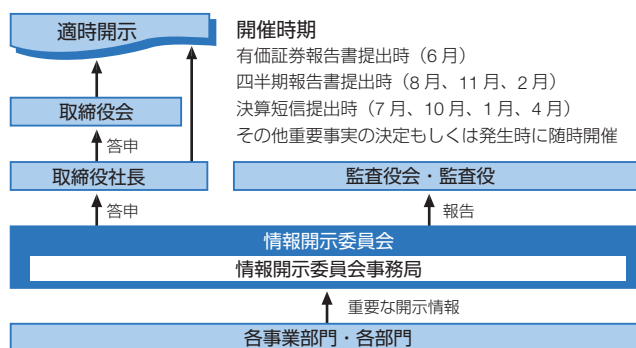 適時開示
開催時期
有価証券報告書提出時（6月）
四半期報告書提出時（8月、11月、2月）
決算短信提出時（7月、10月、1月、4月）
その他重要事実の決定もしくは発生時に随時開催
取締役会
答申
取締役社長
監査役会・監査役
答申
報告
情報開示委員会
情報開示委員会事務局
重要な開示情報
各事業部門・各部門